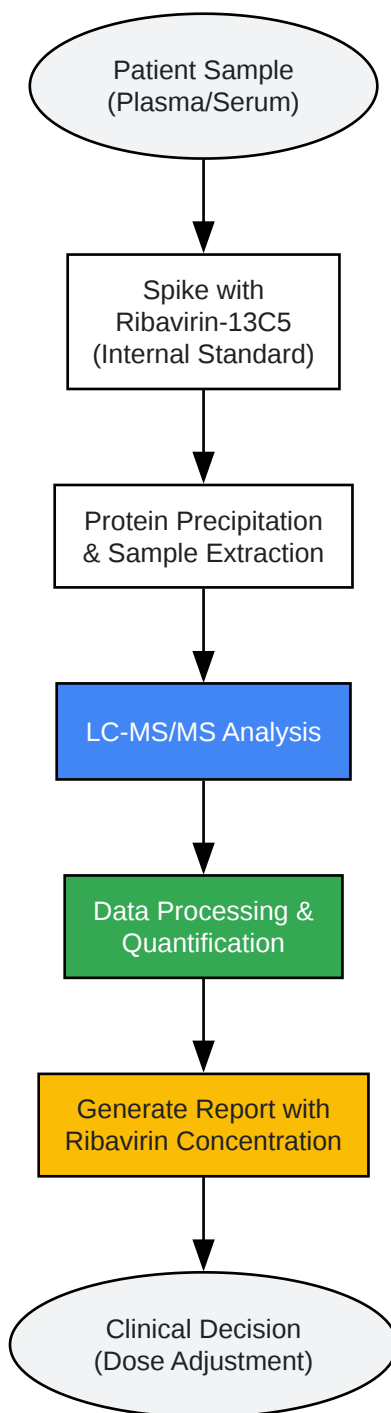 Patient Sample
(Plasma/Serum)
Spike with
Ribavirin-13C5
(Internal Standard)
Protein Precipitation
& Sample Extraction
LC-MS/MS Analysis
Data Processing &
Quantification
Generate Report with
Ribavirin Concentration
Clinical Decision
(Dose Adjustment)